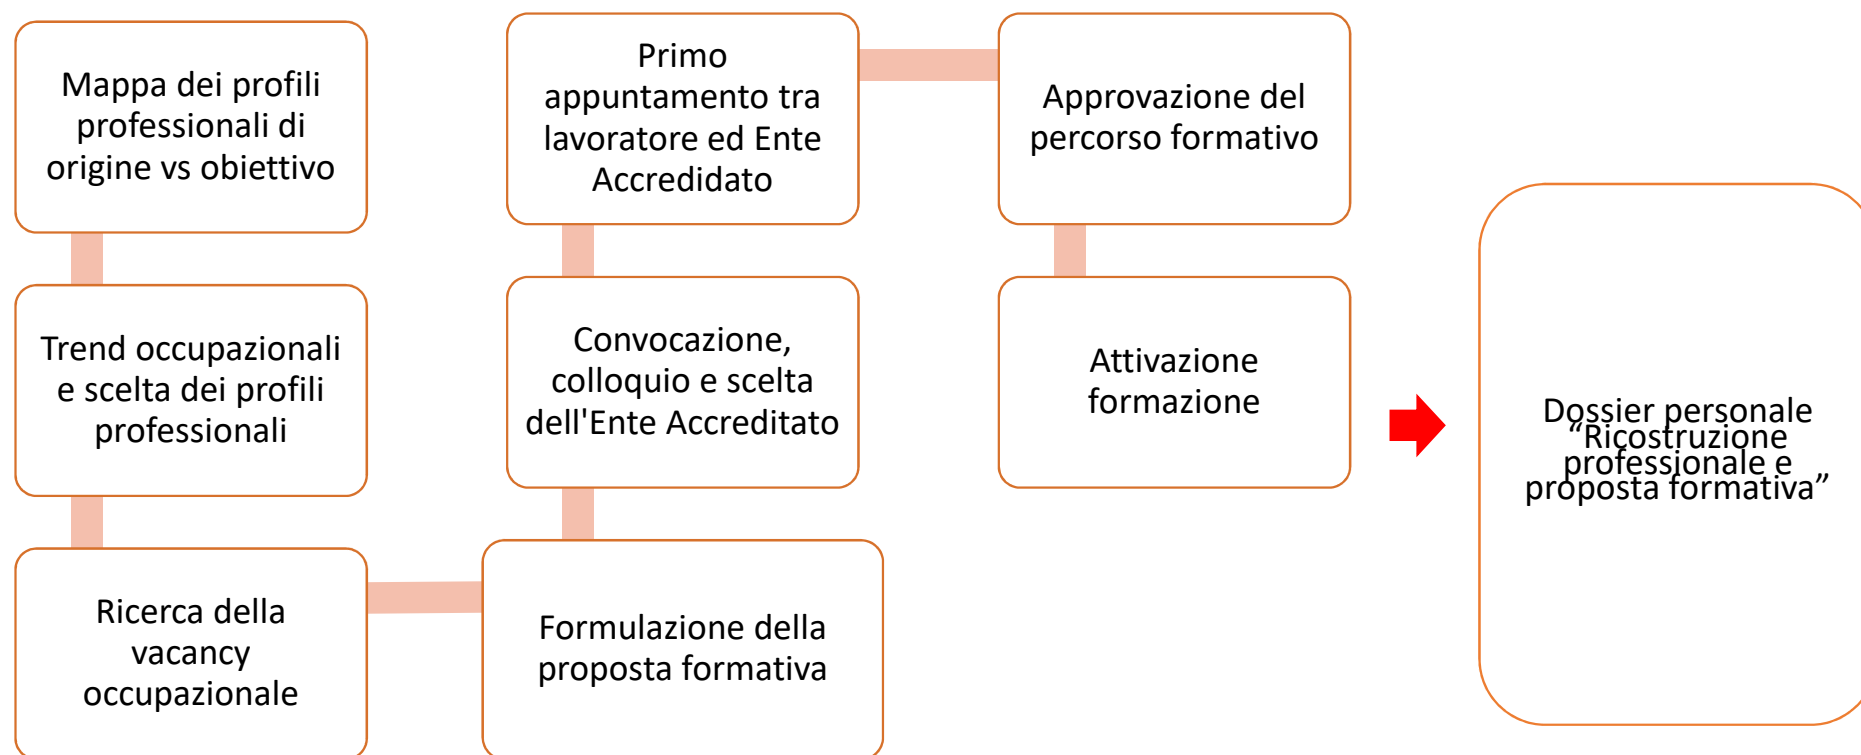 Mappa dei profili
professionali di
origine vs obiettivo
Trend occupazionali
e scelta dei profili
professionali
Ricerca della
vacancy
occupazionale
Formulazione della
proposta formativa
Convocazione,
colloquio e scelta
dell'Ente Accreditato
Primo
appuntamento tra
lavoratore ed Ente
Accredidato
Approvazione del
percorso formativo
Attivazione
formazione
Dossier personale
“Ricostruzione
professionale e
proposta formativa”